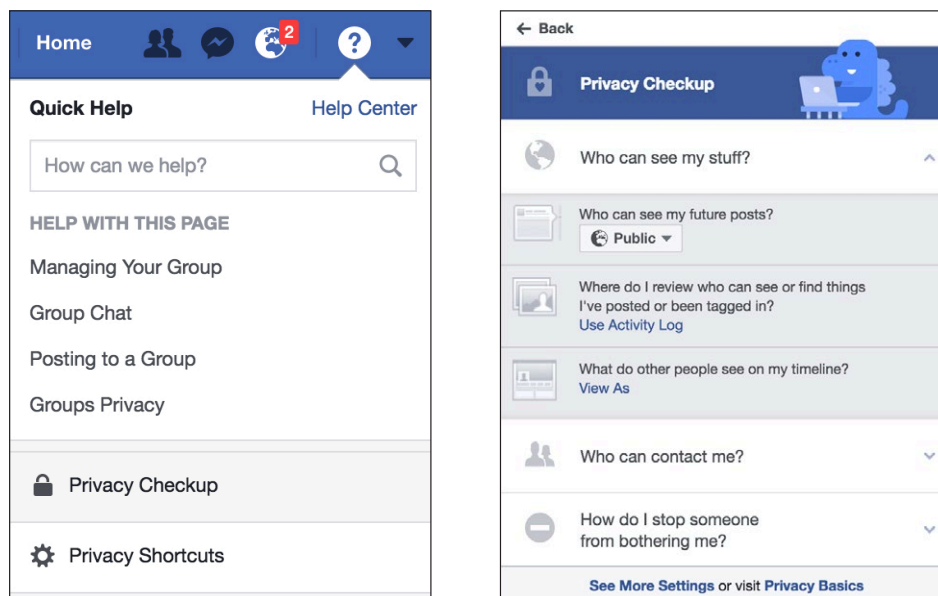 Home
2
?
Quick Help
Help Center
How can we help?
HELP WITH THIS PAGE
Managing Your Group
Group Chat
Posting to a Group
Groups Privacy
Privacy Checkup
Privacy Shortcuts
← Back
Privacy Checkup
Who can see my stuff?
Who can see my future posts?
Public
Where do I review who can see or find things
I've posted or been tagged in?
Use Activity Log
What do other people see on my timeline?
View As
Who can contact me?
How do I stop someone
from bothering me?
See More Settings or visit Privacy Basics